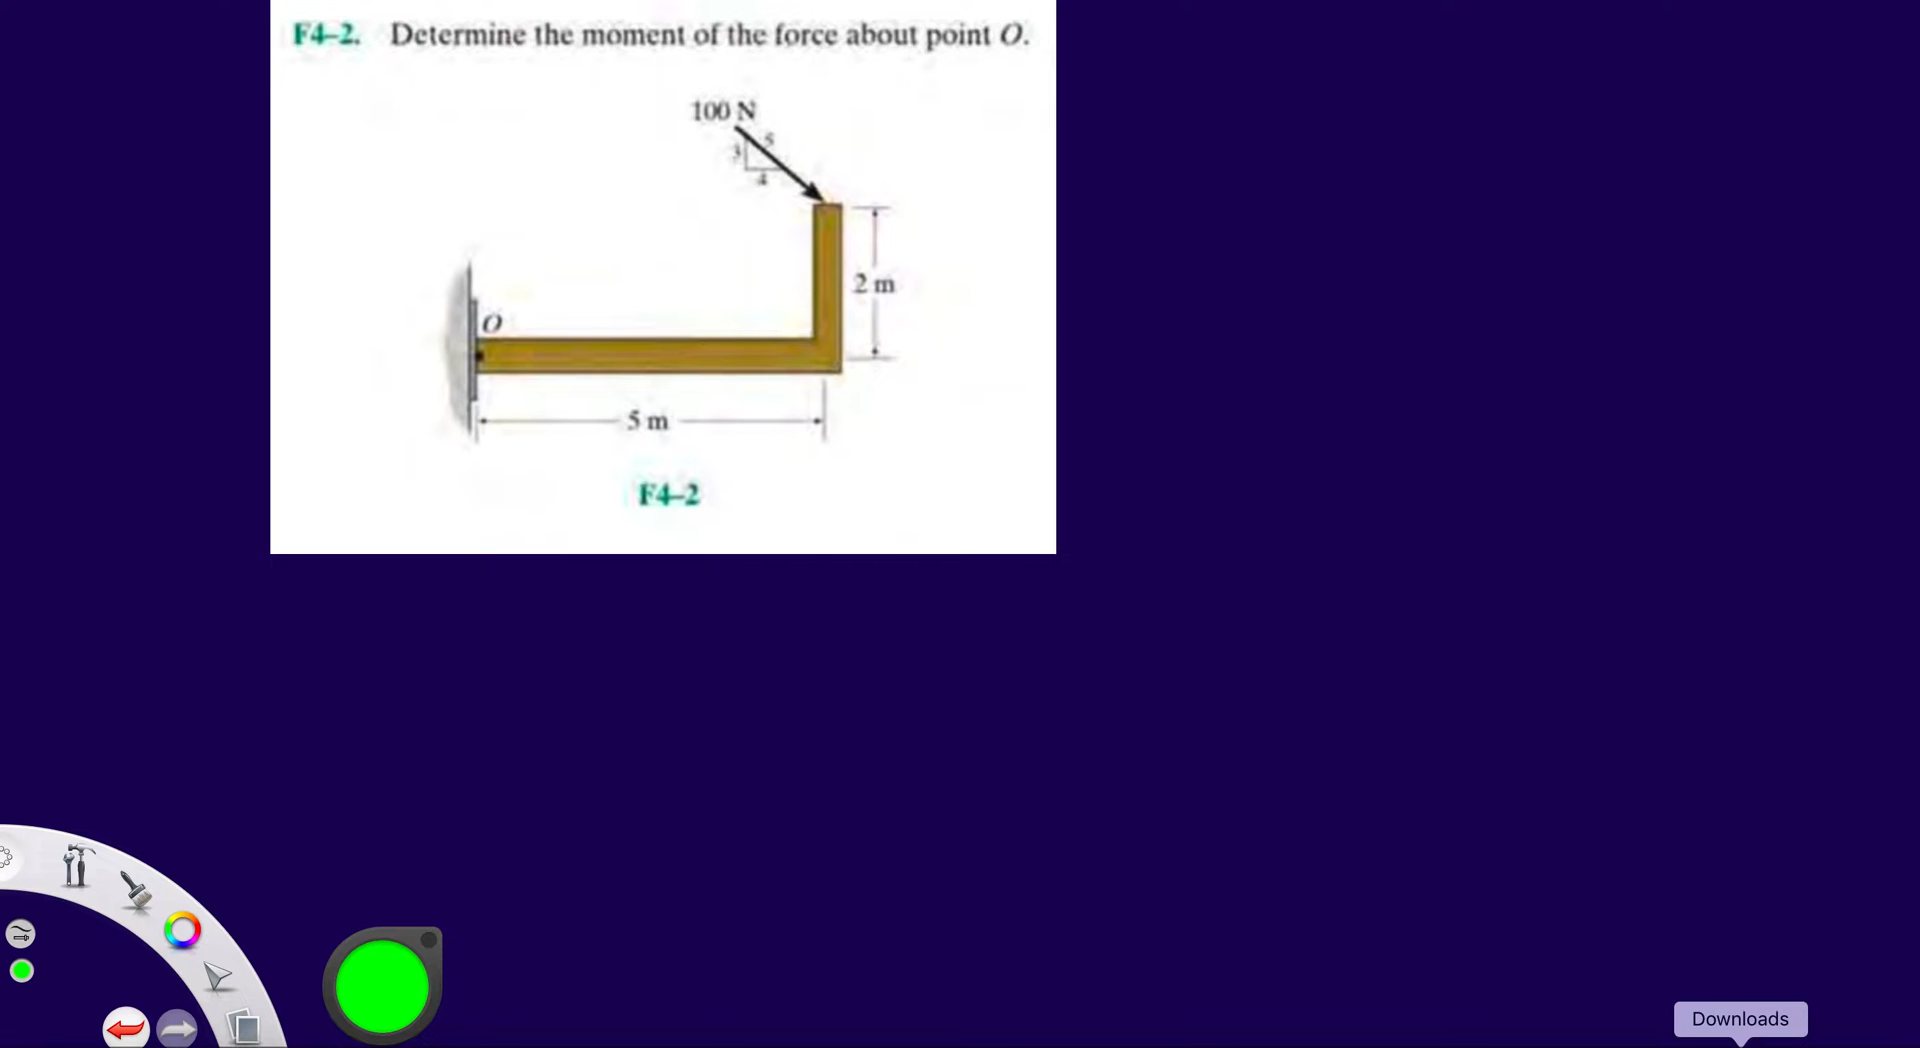 F4–2. Determine the moment of the force about point O.
100 N
5
3
4
2 m
O
5 m
F4–2
Downloads